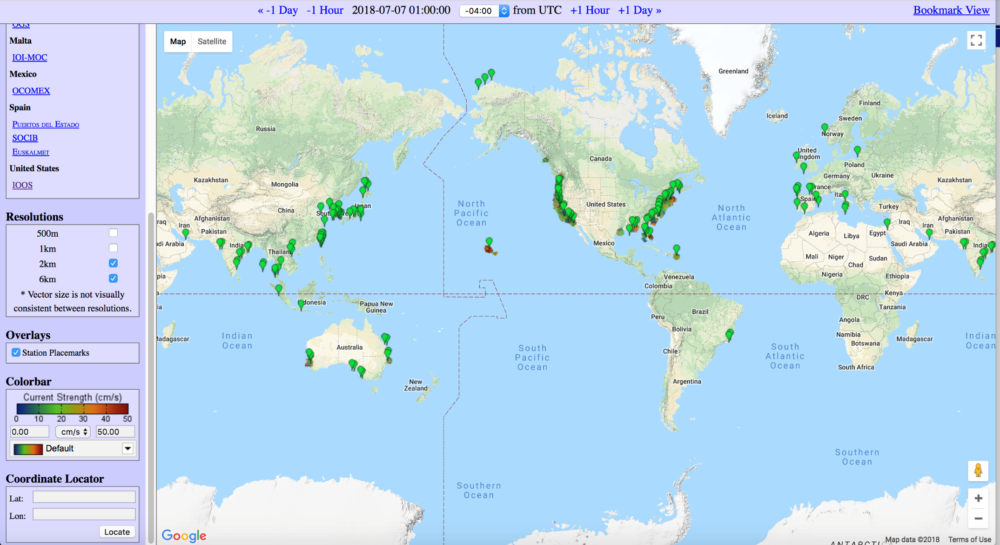 « -1 Day -1 Hour 2018-07-07 01:00:00 -04:00 from UTC +1 Hour +1 Day »
Bookmark View
OGS
Malta
IOI-MOC
Mexico
OCOMEX
Spain
Puertos del Estado
SOCIB
Euskalmet
United States
IOOS
Resolutions
500m
1km
2km
6km
* Vector size is not visually
consistent between resolutions.
Overlays
Station Placemarks
Colorbar
Current Strength (cm/s)
0 10 20 30 40 50
0.00 cm/s 50.00
Default
Coordinate Locator
Lat:
Lon:
Locate
Map Satellite
Greenland
Finland
Iceland
Sweden
Norway
Russia
United
Kingdom
Canada
Poland
Germany
Ukraine
Kazakhstan
Mongolia
Kazakhstan
France
Spain
Turkey
North
Pacific
Ocean
United States
North
Atlantic
Ocean
Japan
China
Afghanistan
Iran
Pakistan
Iraq
Iran
Afghanistan
Pakistan
Algeria
Libya
Egypt
Saudi Arabia
India
Thailand
Mexico
India
Mali
Niger
Sudan
Chad
Nigeria
Ethiopia
Venezuela
Colombia
DRC
Kenya
Tanzania
Indonesia
Papua New
Guinea
Brazil
Peru
Angola
Bolivia
Namibia
Botswana
Madagascar
Madagascar
Indian
Ocean
Australia
South
Pacific
Ocean
Chile
South
Atlantic
Ocean
Indian
Ocean
South Africa
New
Zealand
Argentina
Southern
Ocean
Southern
Ocean
Google
Map data ©2018 Terms of Use